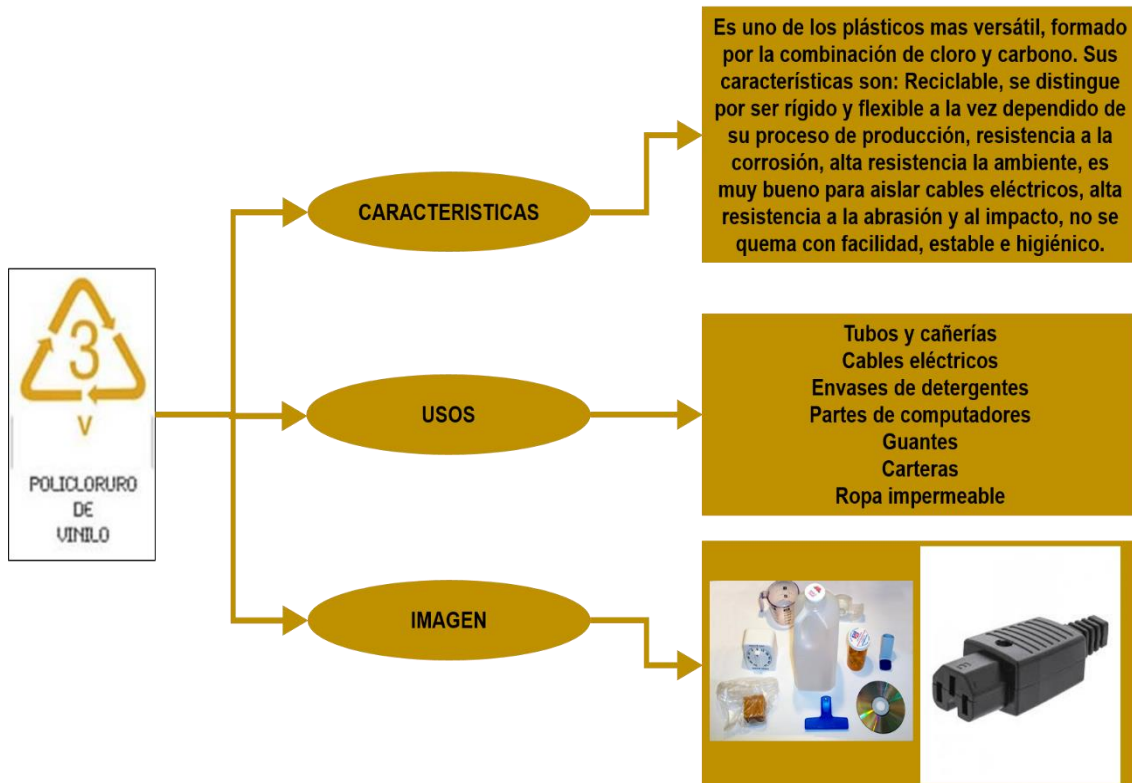 Es uno de los plásticos mas versátil, formado
por la combinación de cloro y carbono. Sus
características son: Reciclable, se distingue
por ser rígido y flexible a la vez dependido de
su proceso de producción, resistencia a la
corrosión, alta resistencia la ambiente, es
muy bueno para aislar cables eléctricos, alta
resistencia a la abrasión y al impacto, no se
quema con facilidad, estable e higiénico.
CARACTERISTICAS
3
V
POLICLORURO
DE
VINILO
USOS
Tubos y cañerías
Cables eléctricos
Envases de detergentes
Partes de computadores
Guantes
Carteras
Ropa impermeable
IMAGEN